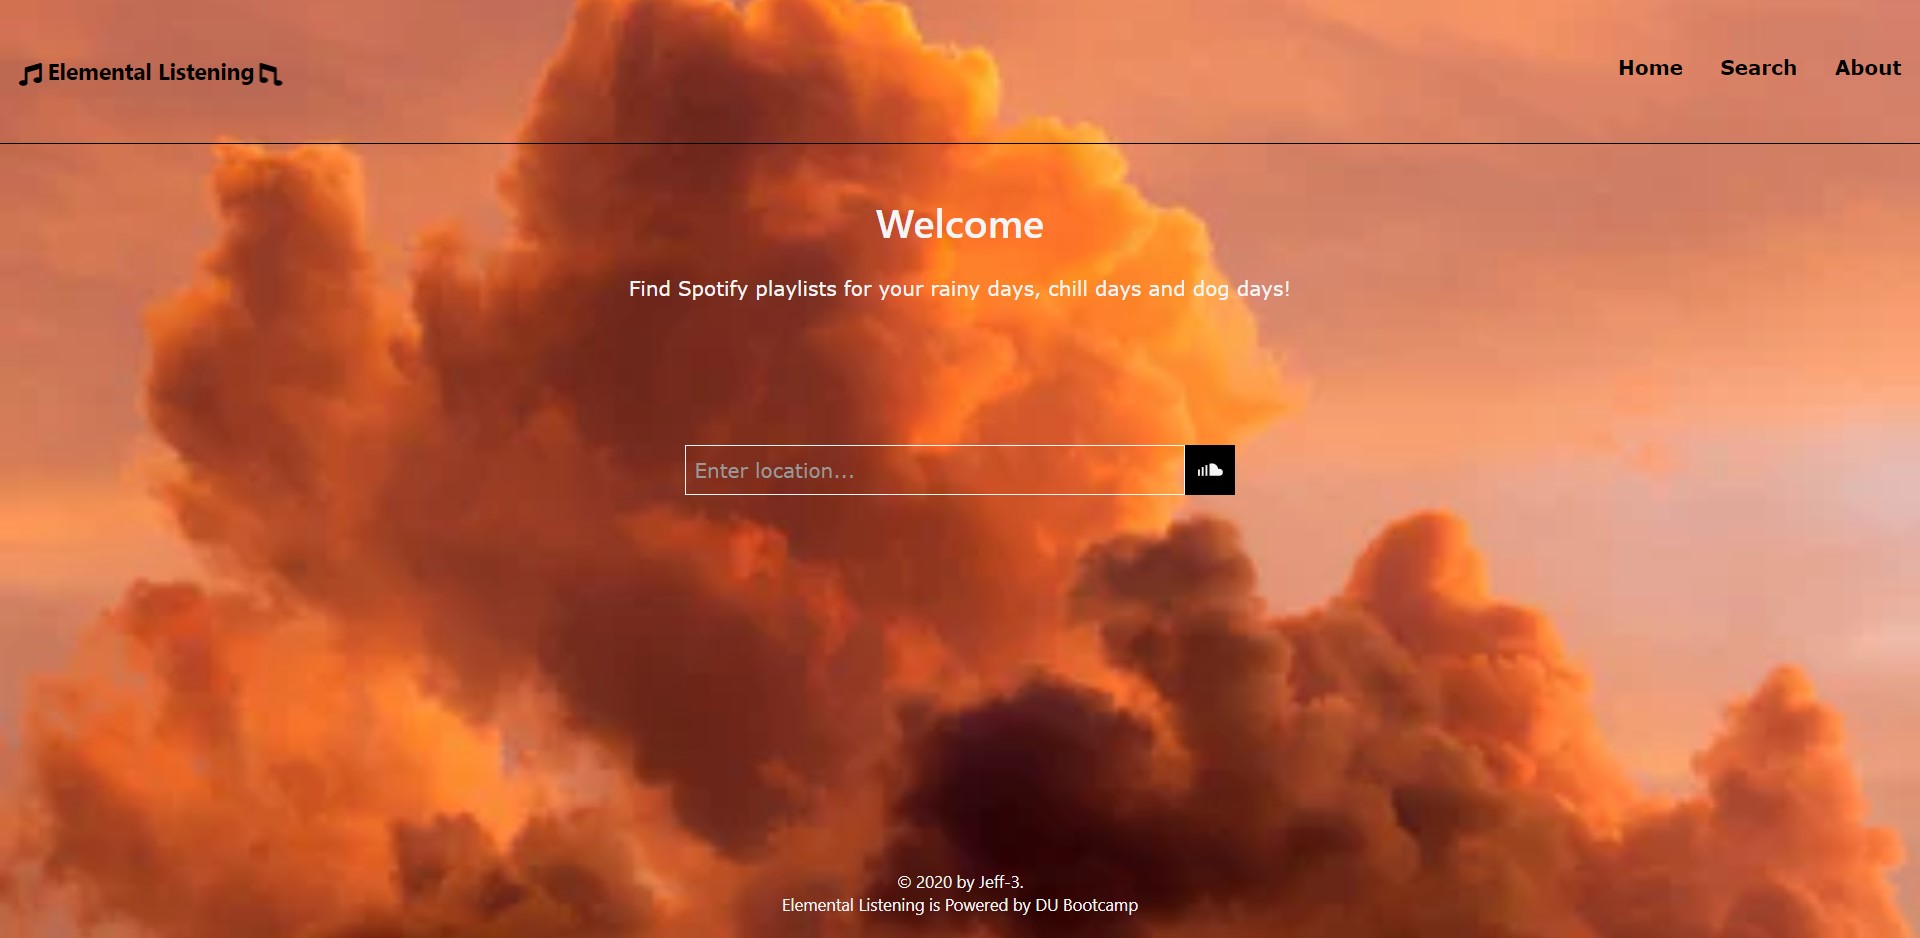 Elemental Listening
Home Search About
Welcome
Find Spotify playlists for your rainy days, chill days and dog days!
Enter location...
© 2020 by Jeff-3.
Elemental Listening is Powered by DU Bootcamp